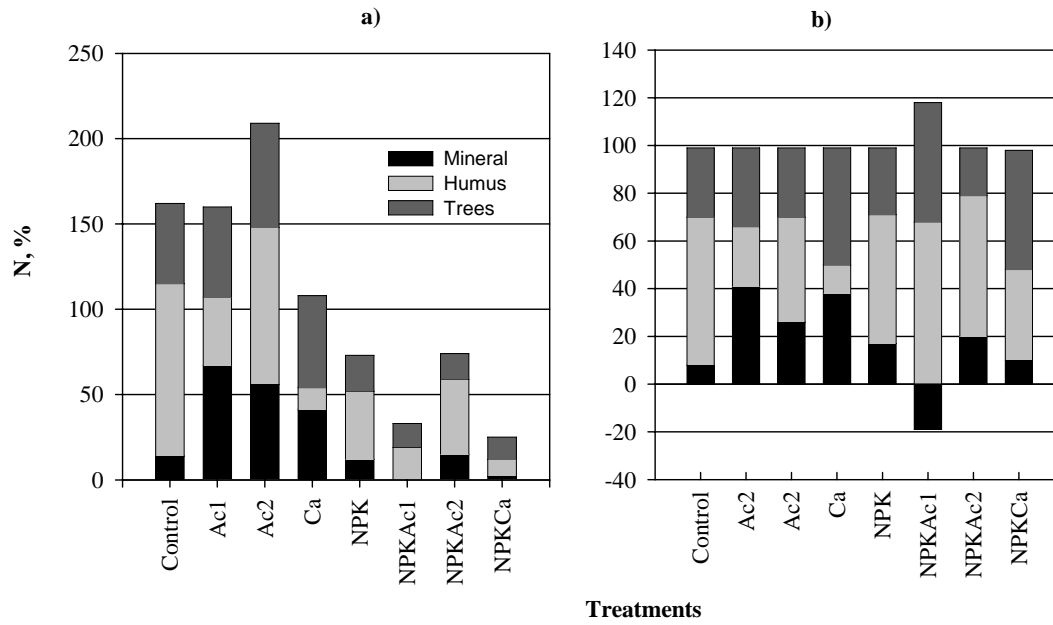 a)
N, %
250
200
150
100
50
0
Mineral
Humus
Trees
Control
Ac1
Ac2
Ca
NPK
NPKAc1
NPKAc2
NPKCa
b)
140
120
100
80
60
40
20
0
-20
-40
Control
Ac2
Ac2
Ca
NPK
NPKAc1
NPKAc2
NPKCa
Treatments